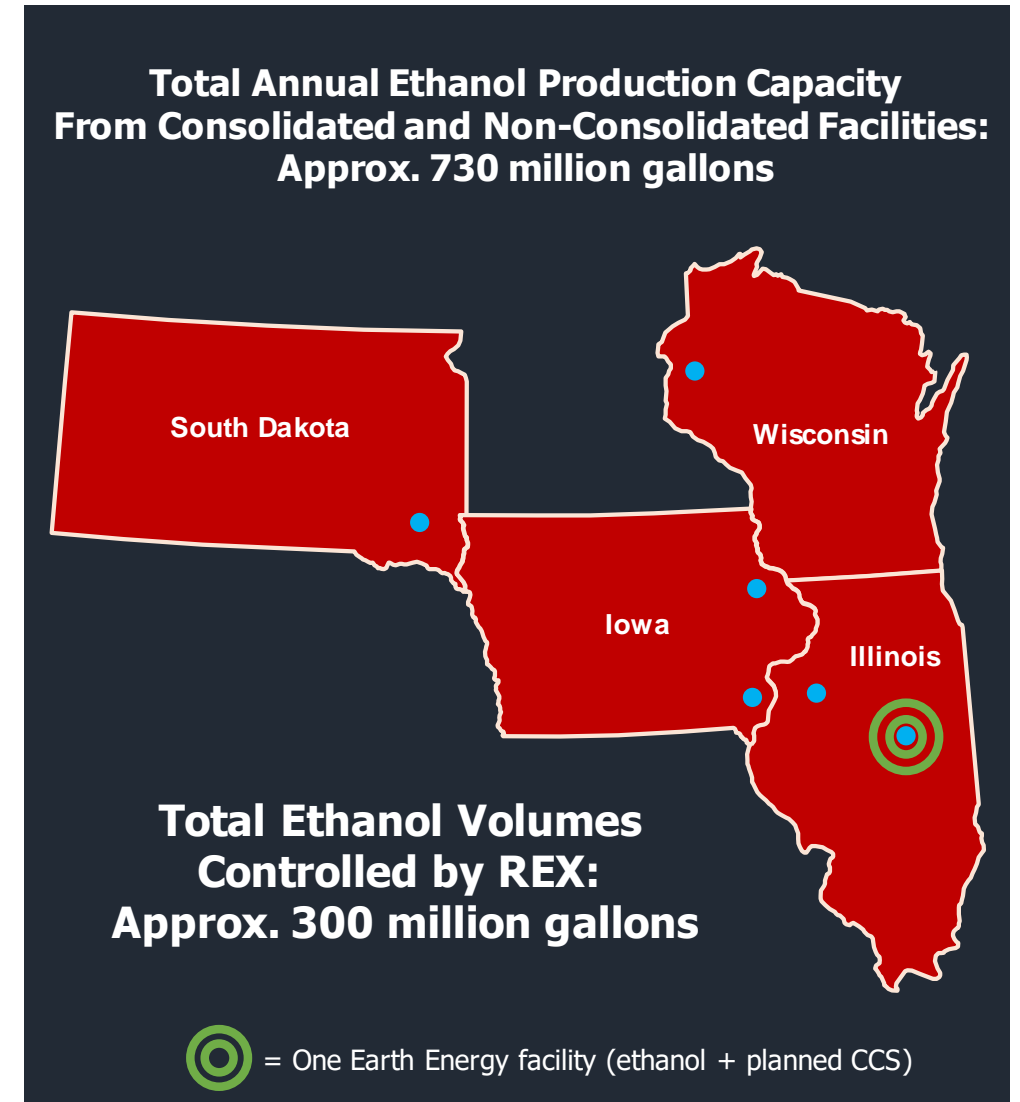 Total Annual Ethanol Production Capacity
From Consolidated and Non-Consolidated Facilities:
Approx. 730 million gallons
South Dakota
Wisconsin
Iowa
Illinois
Total Ethanol Volumes
Controlled by REX:
Approx. 300 million gallons
= One Earth Energy facility (ethanol + planned CCS)